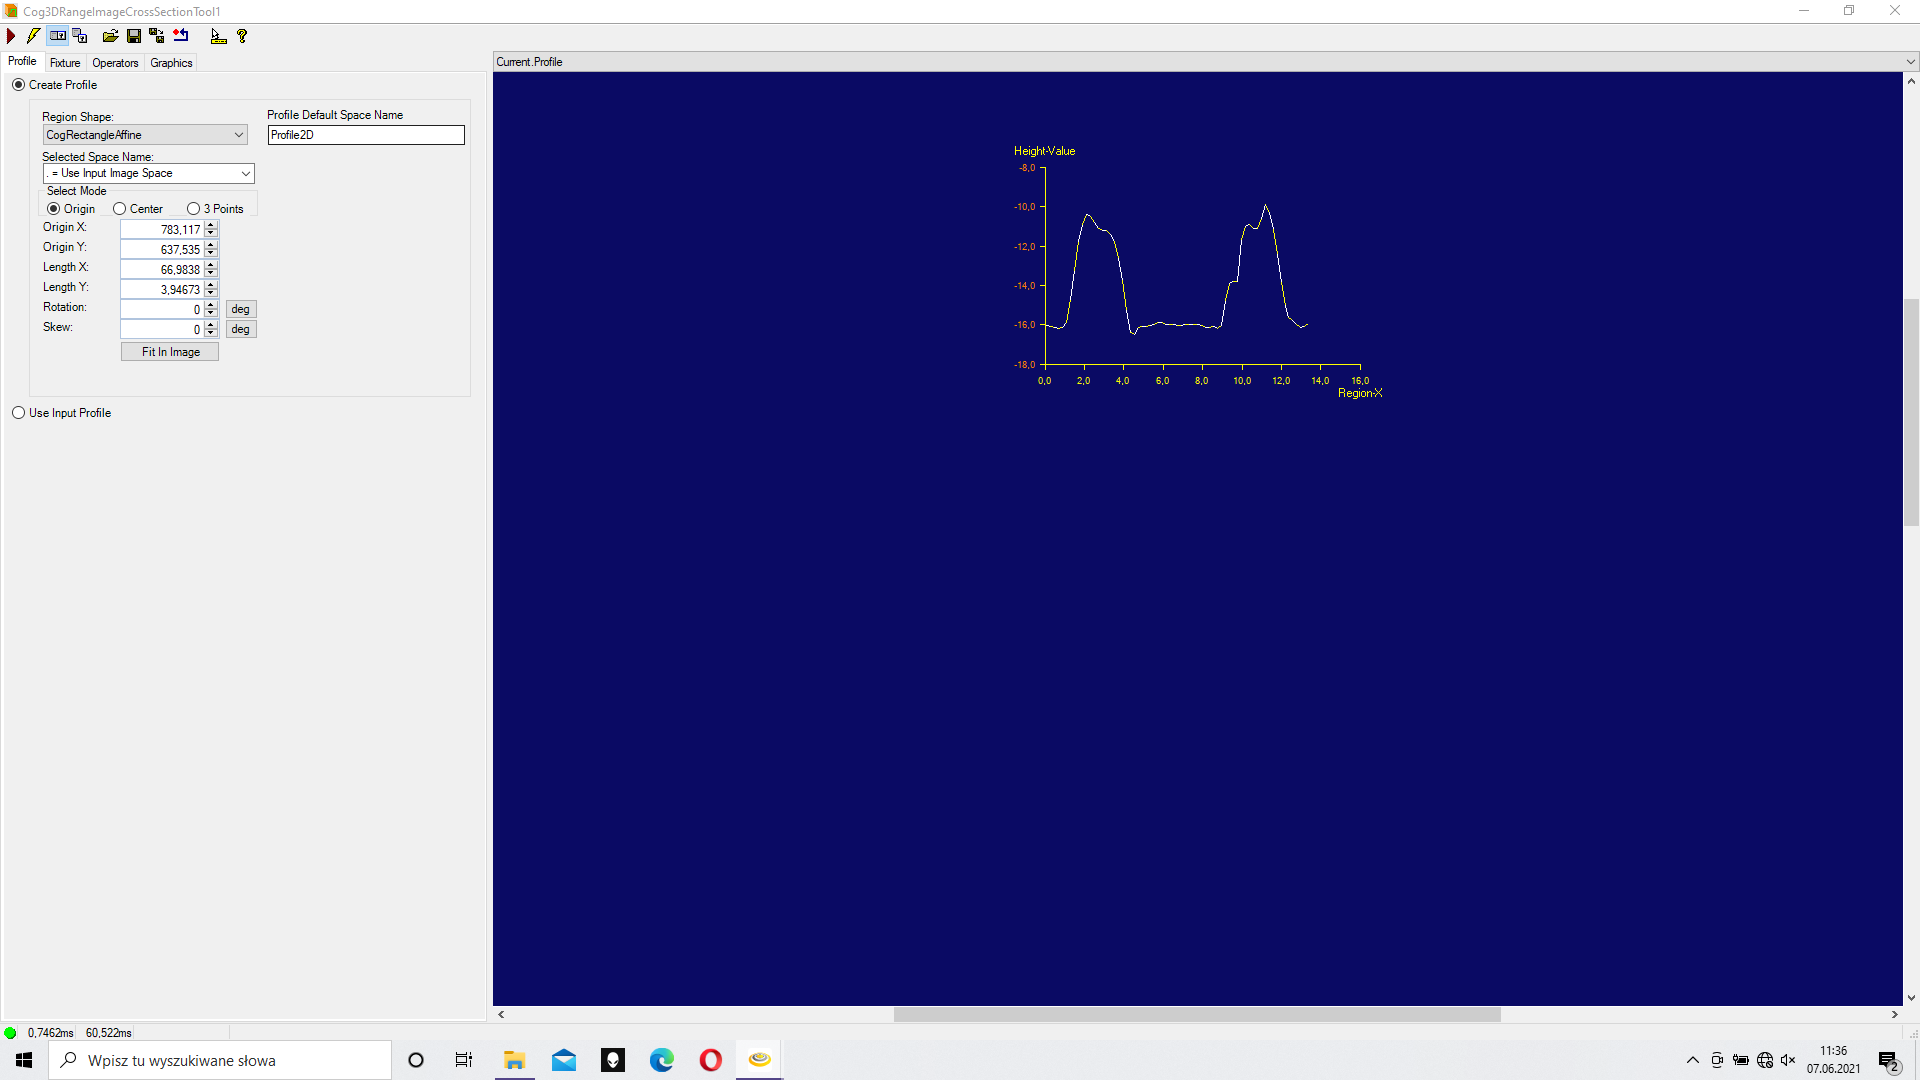 Cog3DRangeImageCrossSectionTool1
Profile Fixture Operators Graphics
Current.Profile
Create Profile
Region Shape:
CogRectangleAffine
Profile Default Space Name
Profile2D
Selected Space Name:
. = Use Input Image Space
Select Mode
Origin Center 3 Points
Origin X: 783,117
Origin Y: 637,535
Length X: 66,9838
Length Y: 3,94673
Rotation: 0 deg
Skew: 0 deg
Fit In Image
Use Input Profile
Height-Value
-8,0
-10,0
-12,0
-14,0
-16,0
-18,0
0,0 2,0 4,0 6,0 8,0 10,0 12,0 14,0 16,0
Region-X
0,7462ms 60,522ms
Wpisz tu wyszukiwane słowa
11:36
07.06.2021
2